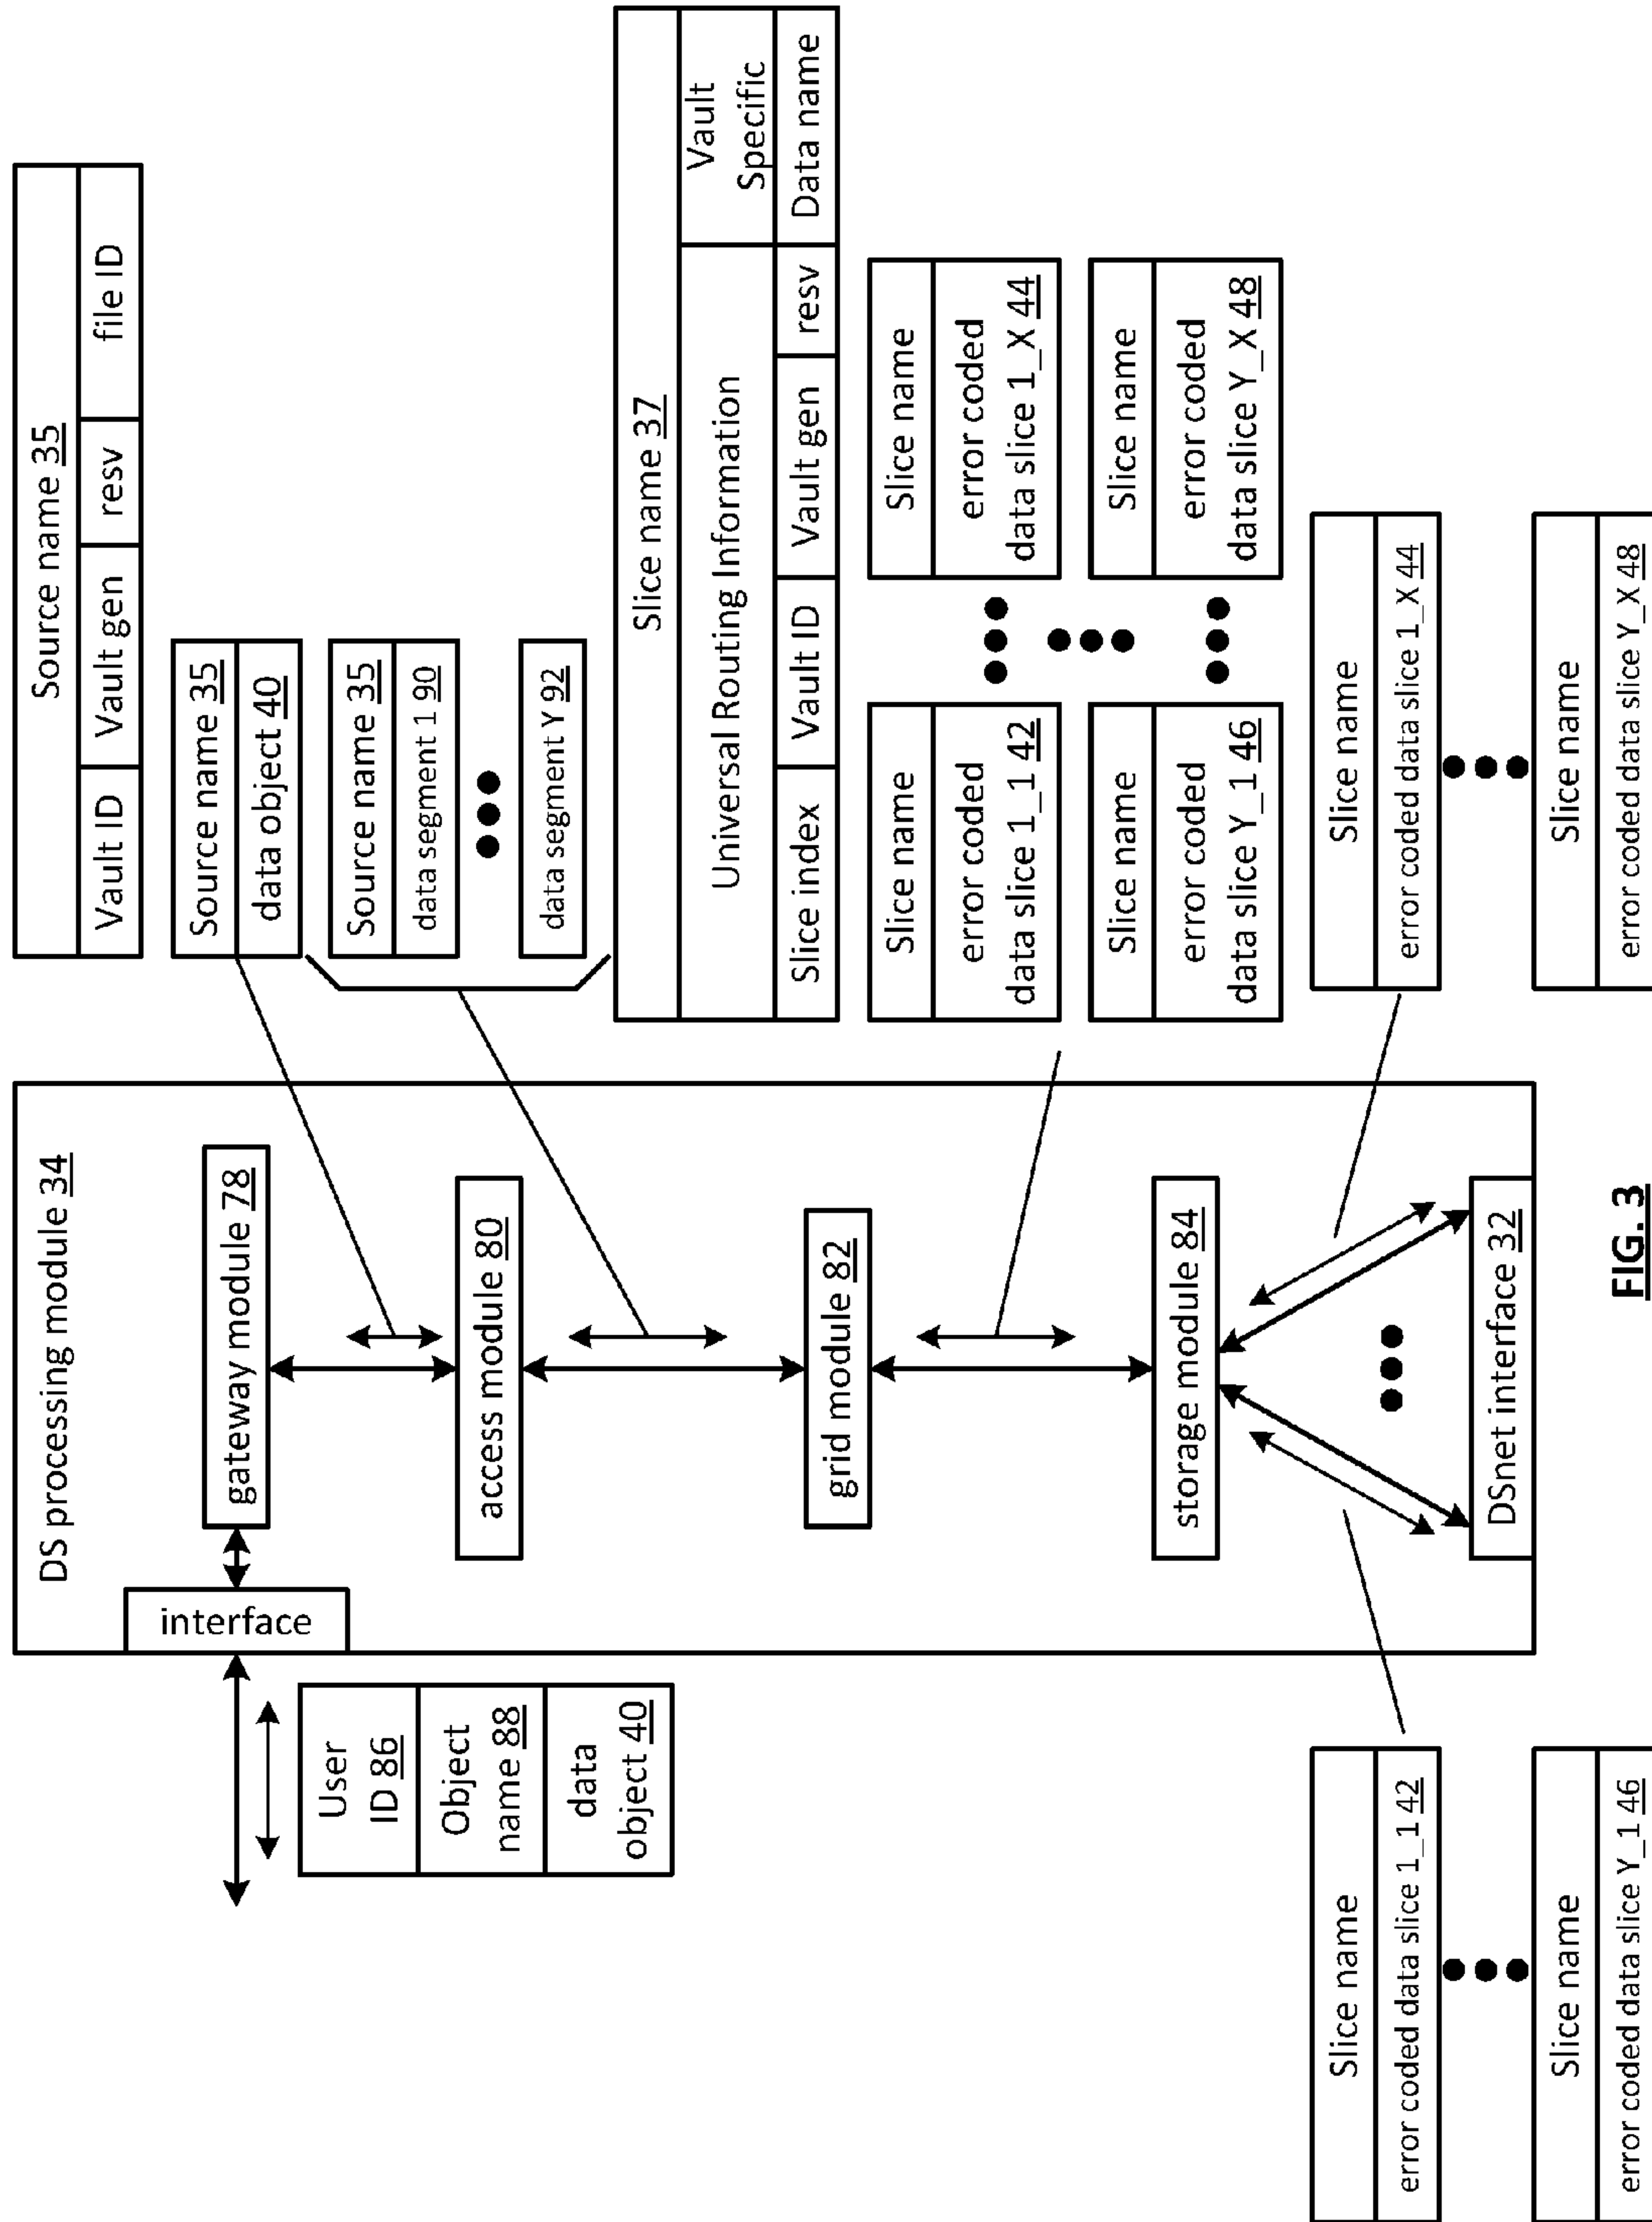 DS processing module 34
interface
gateway module 78
access module 80
grid module 82
storage module 84
DSnet interface 32
User
ID 86
Object
name 88
data
object 40
Source name 35
Vault ID
Vault gen
resv
file ID
Source name 35
data object 40
Source name 35
data segment 1 90
data segment Y 92
Slice name 37
Universal Routing Information
Vault
Specific
Slice index
Vault ID
Vault gen
resv
Data name
Slice name
error coded
data slice 1_1 42
Slice name
error coded
data slice 1_X 44
Slice name
error coded
data slice Y_1 46
Slice name
error coded
data slice Y_X 48
Slice name
error coded data slice 1_1 42
Slice name
error coded data slice Y_1 46
Slice name
error coded data slice 1_X 44
Slice name
error coded data slice Y_X 48
FIG. 3